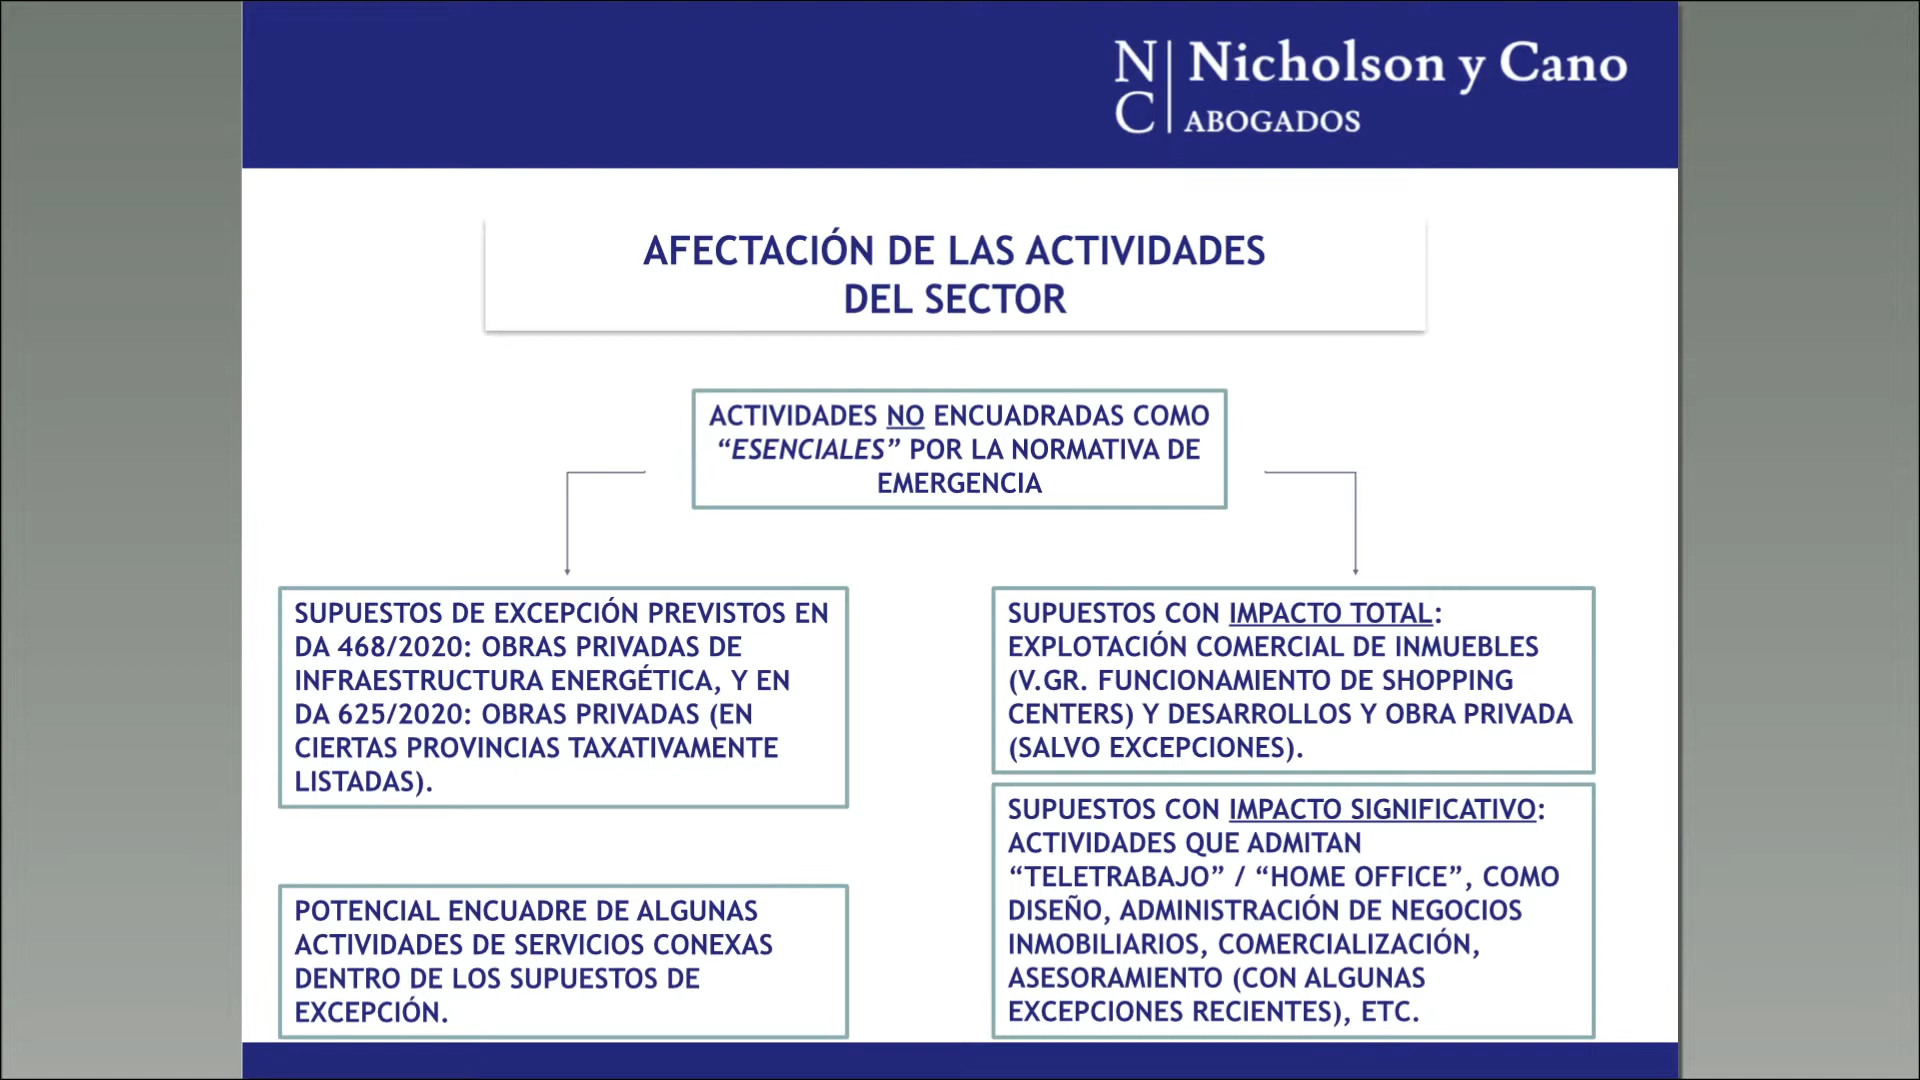 NC
Nicholson y Cano
ABOGADOS
AFECTACIÓN DE LAS ACTIVIDADES
DEL SECTOR
ACTIVIDADES NO ENCUADRADAS COMO
“ESENCIALES” POR LA NORMATIVA DE
EMERGENCIA
SUPUESTOS DE EXCEPCIÓN PREVISTOS EN
DA 468/2020: OBRAS PRIVADAS DE
INFRAESTRUCTURA ENERGÉTICA, Y EN
DA 625/2020: OBRAS PRIVADAS (EN
CIERTAS PROVINCIAS TAXATIVAMENTE
LISTADAS).
POTENCIAL ENCUADRE DE ALGUNAS
ACTIVIDADES DE SERVICIOS CONEXAS
DENTRO DE LOS SUPUESTOS DE
EXCEPCIÓN.
SUPUESTOS CON IMPACTO TOTAL:
EXPLOTACIÓN COMERCIAL DE INMUEBLES
(V.GR. FUNCIONAMIENTO DE SHOPPING
CENTERS) Y DESARROLLOS Y OBRA PRIVADA
(SALVO EXCEPCIONES).
SUPUESTOS CON IMPACTO SIGNIFICATIVO:
ACTIVIDADES QUE ADMITAN
“TELETRABAJO” / “HOME OFFICE”, COMO
DISEÑO, ADMINISTRACIÓN DE NEGOCIOS
INMOBILIARIOS, COMERCIALIZACIÓN,
ASESORAMIENTO (CON ALGUNAS
EXCEPCIONES RECIENTES), ETC.